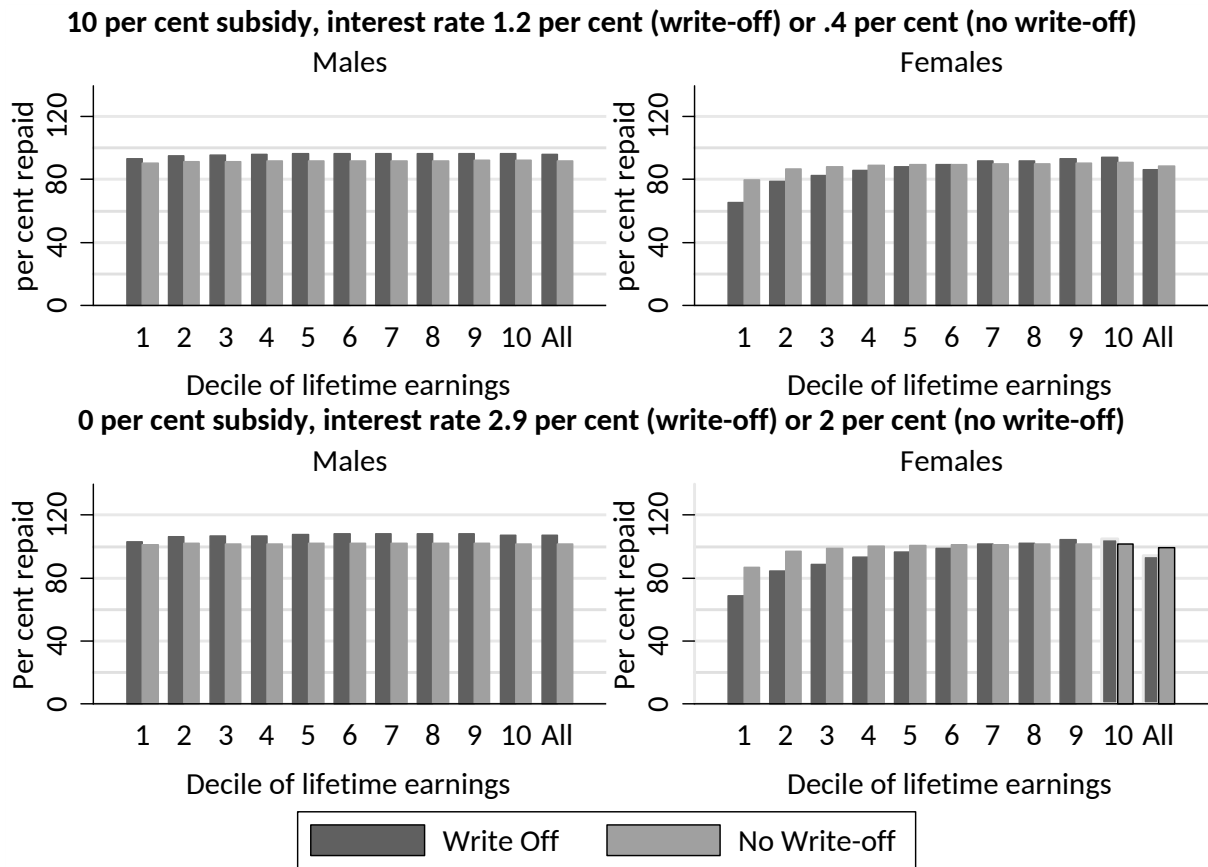 10 per cent subsidy, interest rate 1.2 per cent (write-off) or .4 per cent (no write-off)
Males
per cent repaid
120
80
40
0
1 2 3 4 5 6 7 8 9 10 All
Decile of lifetime earnings
Females
per cent repaid
120
80
40
0
1 2 3 4 5 6 7 8 9 10 All
Decile of lifetime earnings
0 per cent subsidy, interest rate 2.9 per cent (write-off) or 2 per cent (no write-off)
Males
Per cent repaid
120
80
40
0
1 2 3 4 5 6 7 8 9 10 All
Decile of lifetime earnings
Females
Per cent repaid
120
80
40
0
1 2 3 4 5 6 7 8 9 10 All
Decile of lifetime earnings
Write Off
No Write-off